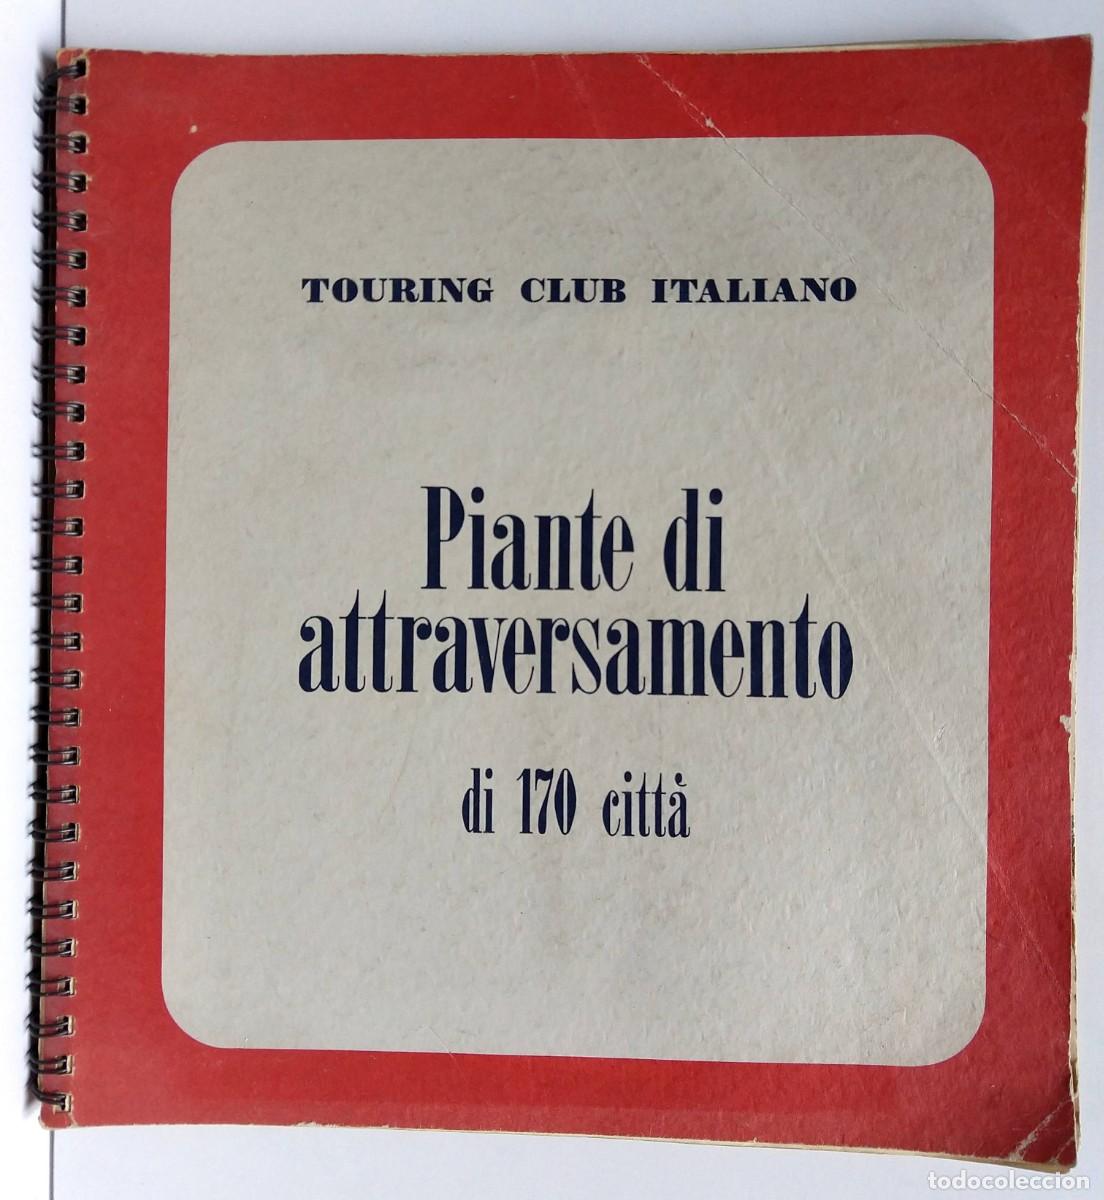 TOURING CLUB ITALIANO
Piante di
attraversamento
di 170 città
todocoleccion